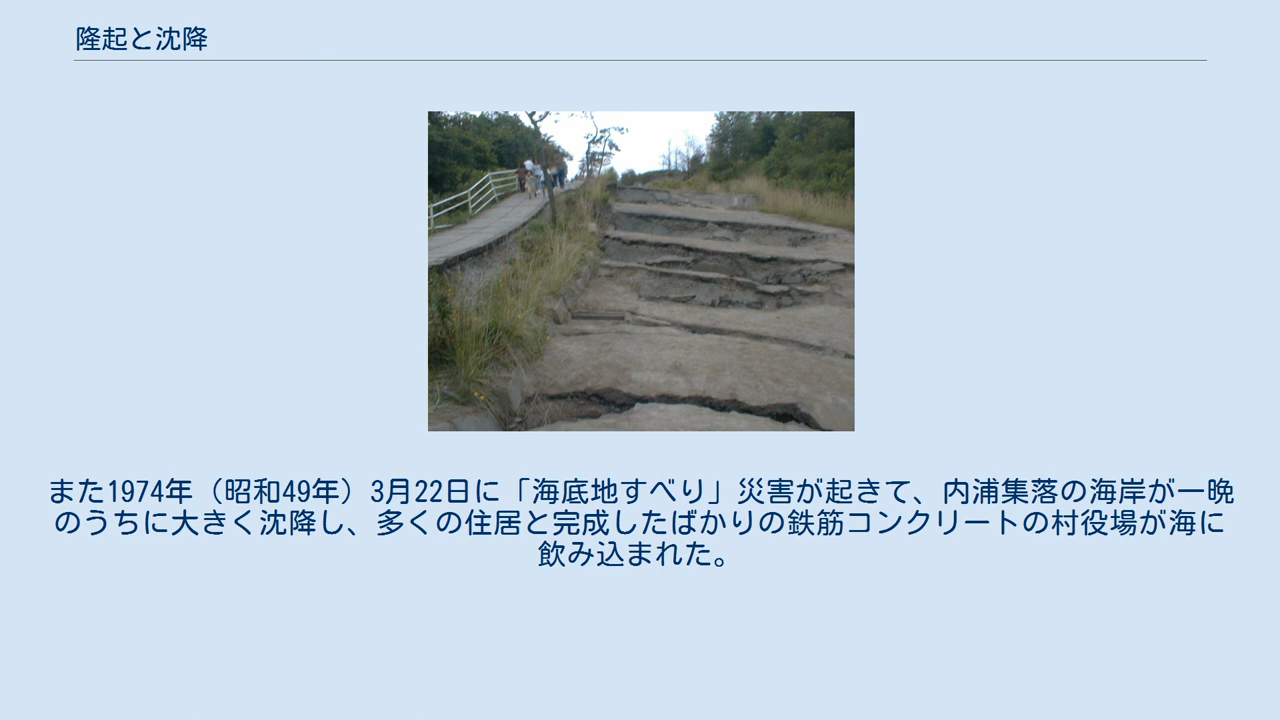 隆起と沈降
また1974年（昭和49年）3月22日に「海底地すべり」災害が起きて、内浦集落の海岸が一晩
のうちに大きく沈降し、多くの住居と完成したばかりの鉄筋コンクリートの村役場が海に
飲み込まれた。